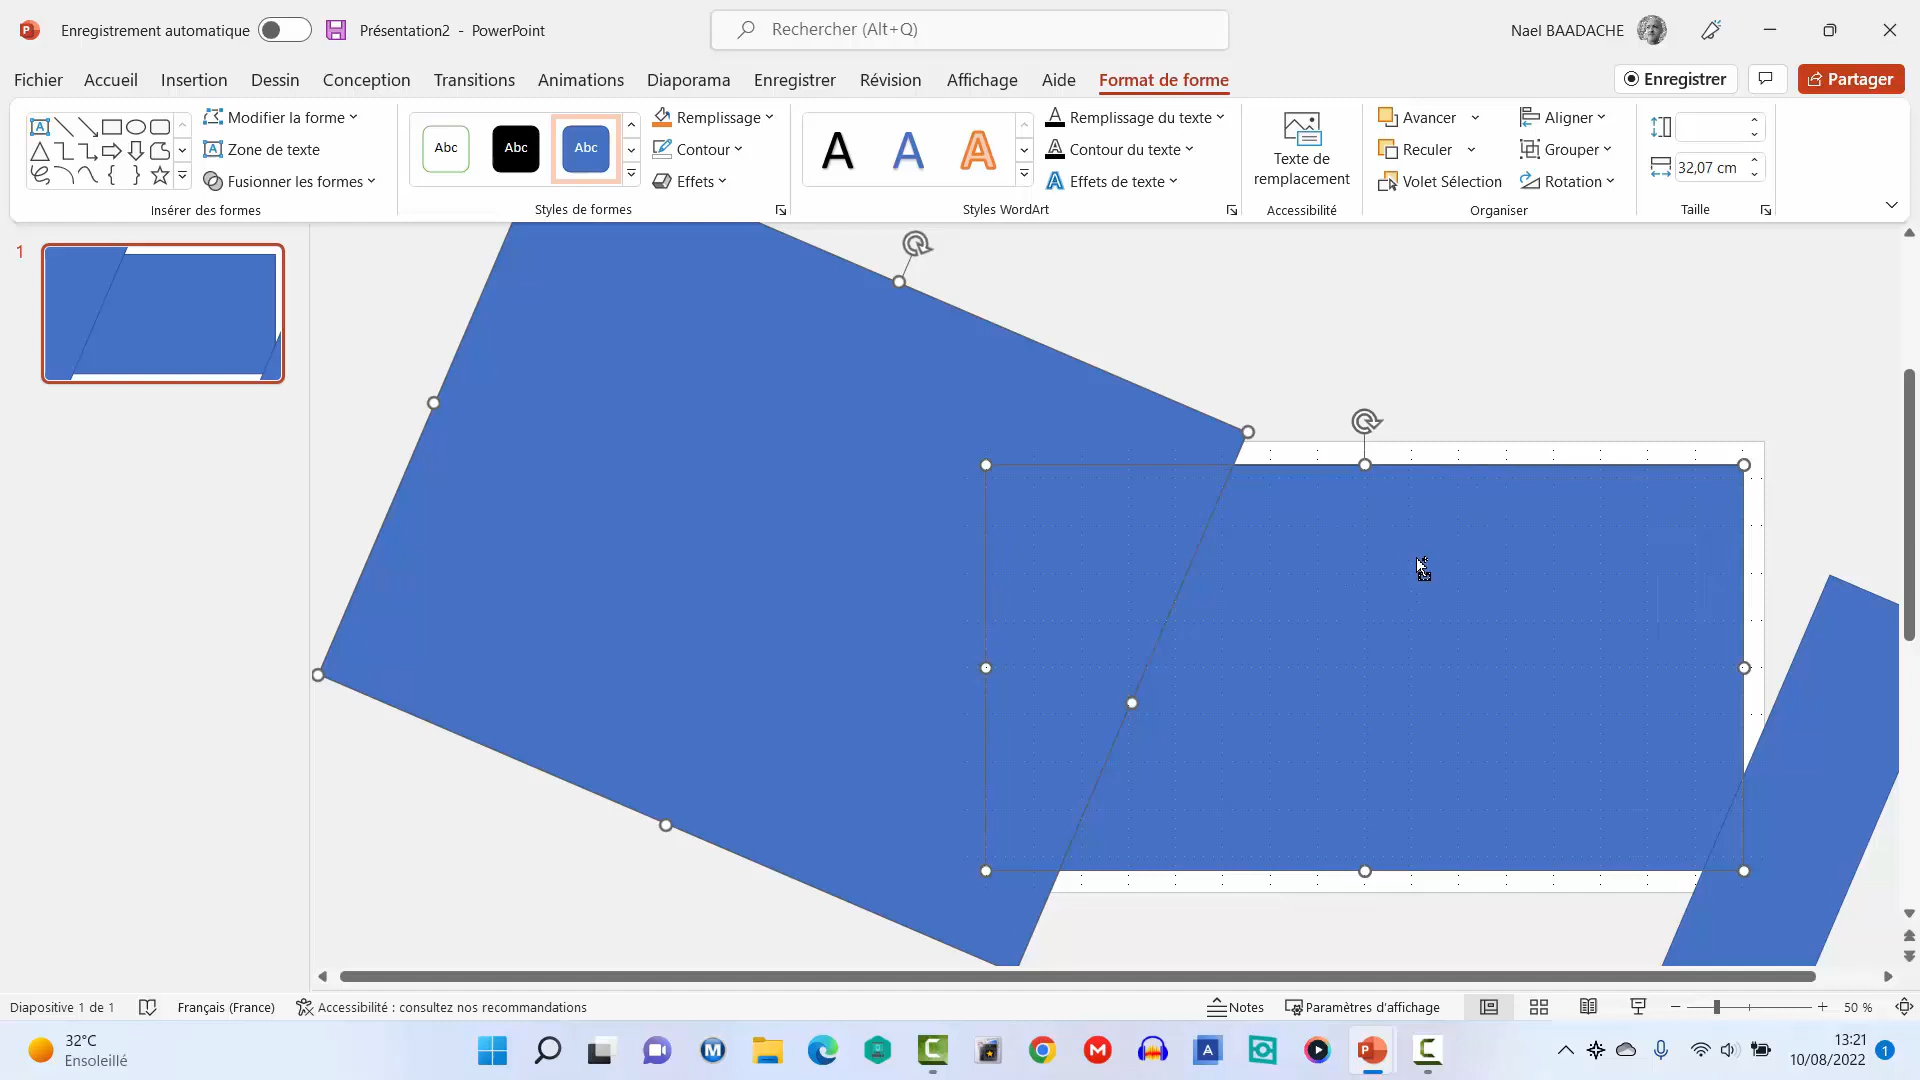 Enregistrement automatique
Présentation2 - PowerPoint
Rechercher (Alt+Q)
Nael BAADACHE
Fichier Accueil Insertion Dessin Conception Transitions Animations Diaporama Enregistrer Révision Affichage Aide Format de forme
Enregistrer
Partager
Modifier la forme
Zone de texte
Fusionner les formes
Insérer des formes
Abc Abc Abc
Remplissage
Contour
Effets
Styles de formes
A A A
Remplissage du texte
Contour du texte
Effets de texte
Styles WordArt
Texte de
remplacement
Accessibilité
Avancer
Reculer
Volet Sélection
Aligner
Grouper
Rotation
Organiser
32,07 cm
Taille
1
Diapositive 1 de 1
Français (France)
Accessibilité : consultez nos recommandations
Notes
Paramètres d'affichage
50 %
32°C
Ensoleillé
13:21
10/08/2022
1